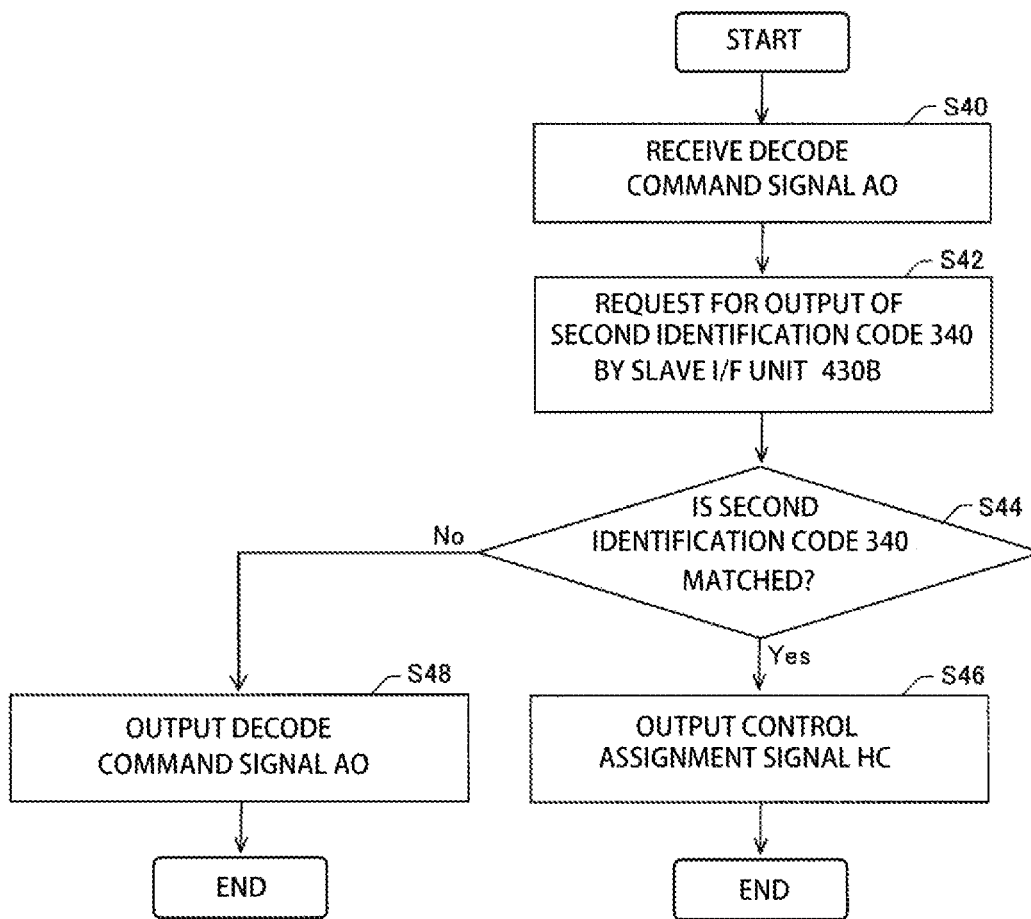 START
S40
RECEIVE DECODE
COMMAND SIGNAL AO
S42
REQUEST FOR OUTPUT OF
SECOND IDENTIFICATION CODE 340
BY SLAVE I/F UNIT 430B
S44
IS SECOND
IDENTIFICATION CODE 340
MATCHED?
No
Yes
S48
OUTPUT DECODE
COMMAND SIGNAL AO
S46
OUTPUT CONTROL
ASSIGNMENT SIGNAL HC
END
END